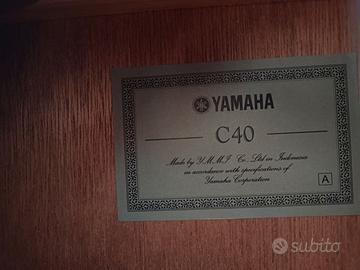 YAMAHA
C40
Made by Y.M.M.I Co., Ltd in Indonesia
in accordance with specifications of
Yamaha Corporation
A
subito